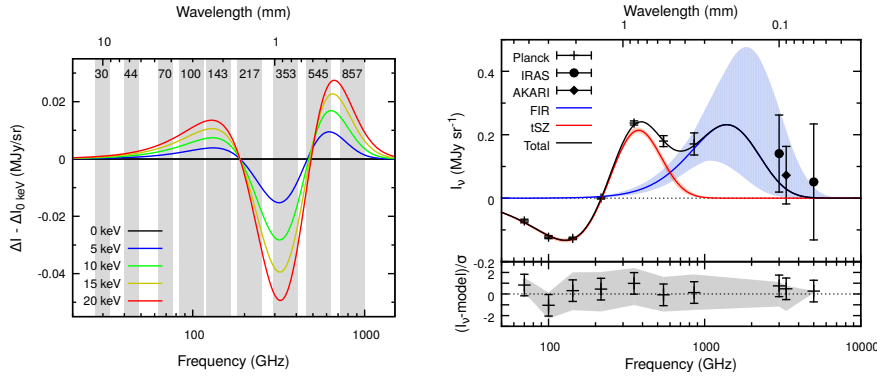 Wavelength (mm)
10 1
30 44 70 100 143 217 353 545 857
0.02
0
-0.02
-0.04
ΔI - ΔI0 keV (MJy/sr)
0 keV
5 keV
10 keV
15 keV
20 keV
100 1000
Frequency (GHz)
Wavelength (mm)
1 0.1
Planck
IRAS
AKARI
FIR
tSZ
Total
0.4
0.2
0
-0.2
Iν (MJy sr⁻¹)
2
0
-2
(Iν-model)/σ
100 1000 10000
Frequency (GHz)